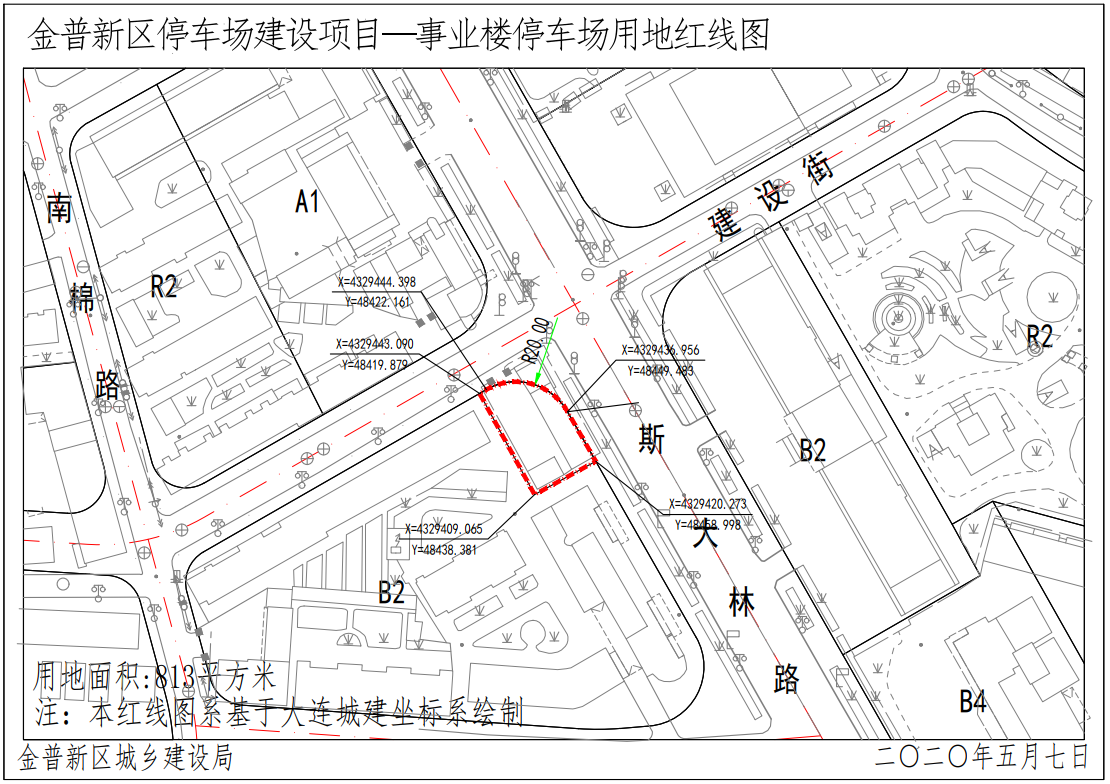 金普新区停车场建设项目—事业楼停车场用地红线图
建设街
南棉路
A1
R2
X=4329444.398
Y=48422.161
X=4329443.090
Y=48419.879
R20.00
X=4329436.956
Y=48449.483
R2
斯大林路
B2
X=4329420.273
Y=48458.998
X=4329409.065
Y=48438.381
B2
B4
用地面积:813平方米
注：本红线图系基于大连城建坐标系绘制
金普新区城乡建设局
二〇二〇年五月七日